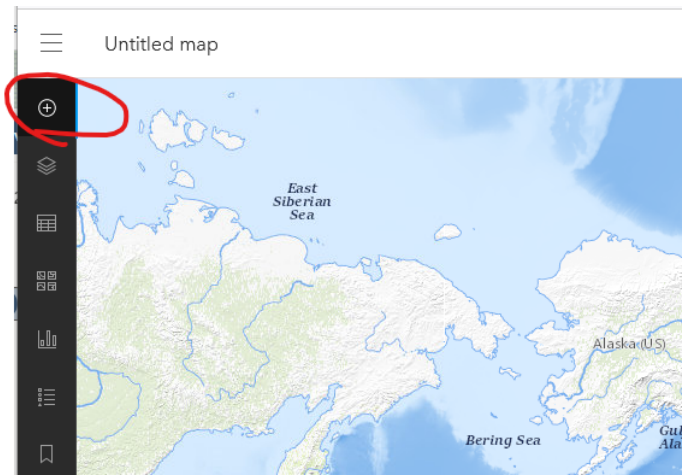 Untitled map
East
Siberian
Sea
Alaska (US)
Bering Sea